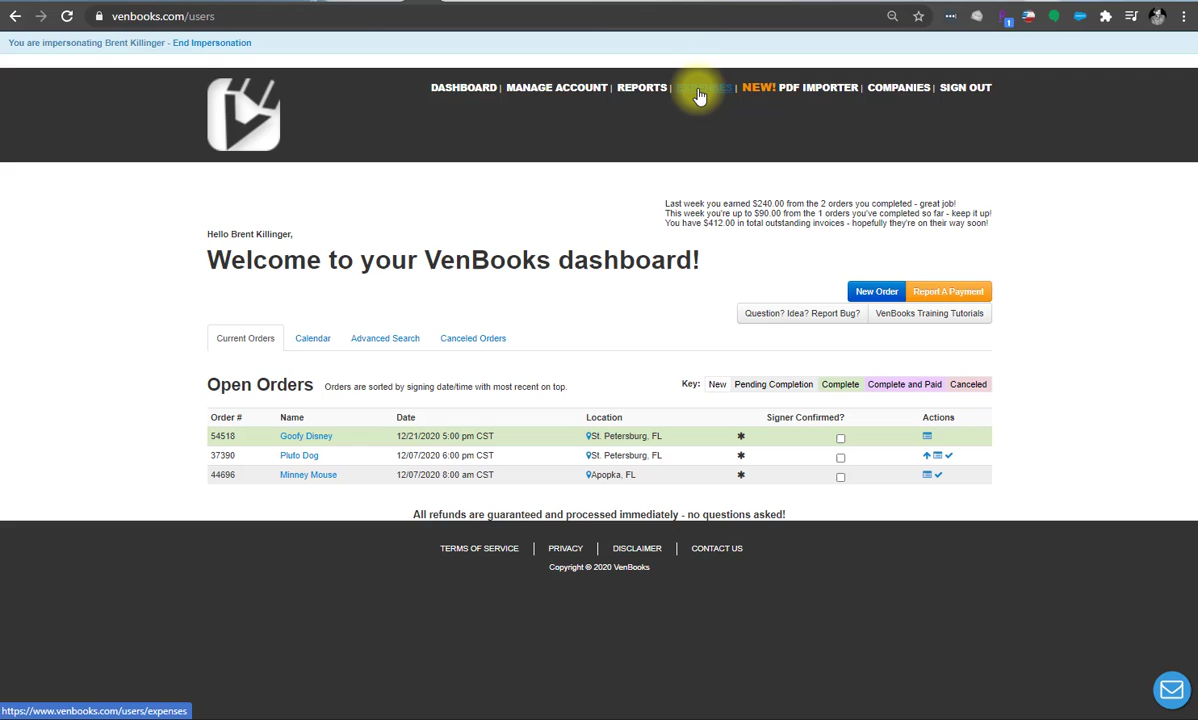 venbooks.com/users
1
You are impersonating Brent Killinger - End Impersonation
DASHBOARD | MANAGE ACCOUNT | REPORTS | EXPENSES | NEW! PDF IMPORTER | COMPANIES | SIGN OUT
Last week you earned $240.00 from the 2 orders you completed - great job!
This week you're up to $90.00 from the 1 orders you've completed so far - keep it up!
You have $412.00 in total outstanding invoices - hopefully they're on their way soon!
Hello Brent Killinger,
Welcome to your VenBooks dashboard!
New Order Report A Payment
Question? Idea? Report Bug? VenBooks Training Tutorials
Current Orders Calendar Advanced Search Canceled Orders
Open Orders Orders are sorted by signing date/time with most recent on top. Key: New Pending Completion Complete Complete and Paid Canceled
Order # Name Date Location Signer Confirmed? Actions
54518 Goofy Disney 12/21/2020 5:00 pm CST St. Petersburg, FL
37390 Pluto Dog 12/07/2020 6:00 pm CST St. Petersburg, FL
44696 Minney Mouse 12/07/2020 8:00 am CST Apopka, FL
All refunds are guaranteed and processed immediately - no questions asked!
TERMS OF SERVICE PRIVACY DISCLAIMER CONTACT US
Copyright © 2020 VenBooks
https://www.venbooks.com/users/expenses